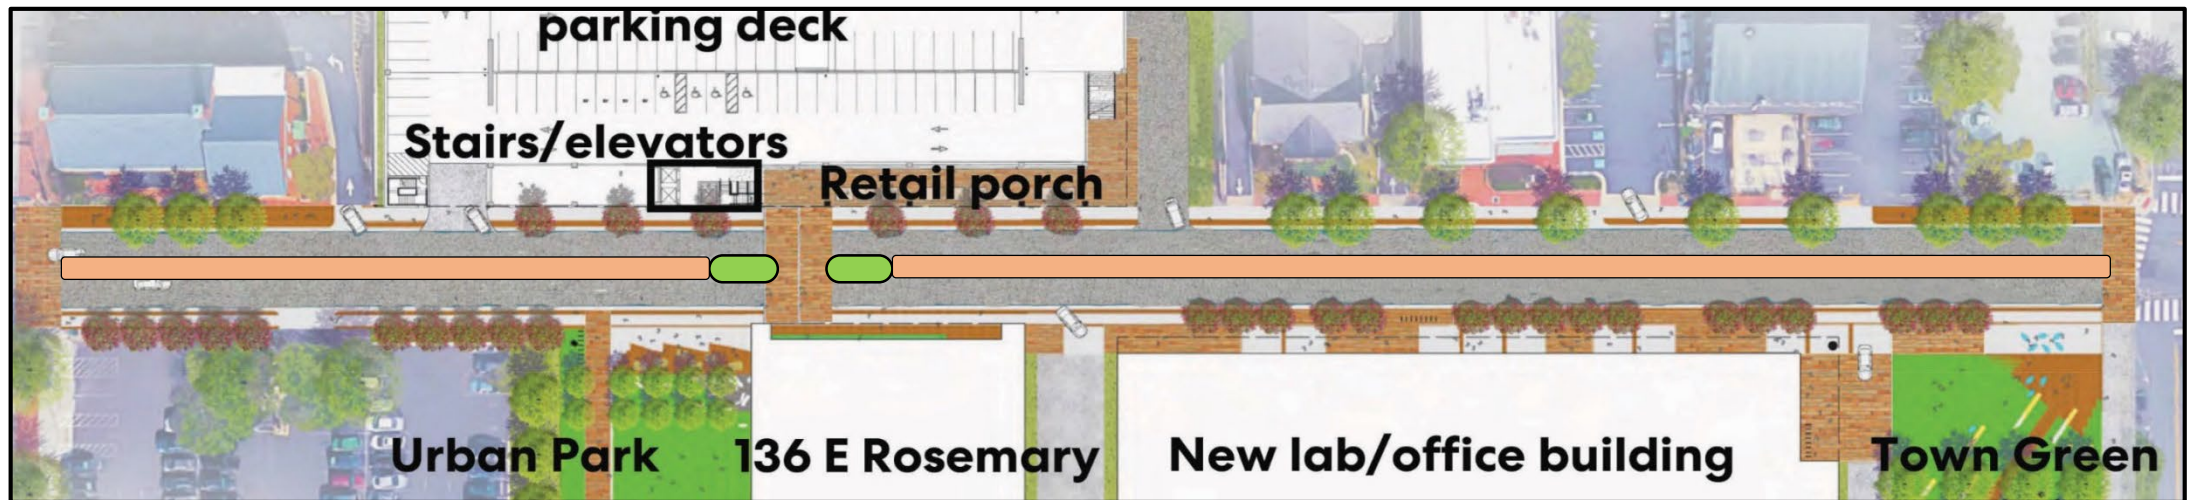 parking deck
Stairs/elevators
Retail porch
Urban Park
136 E Rosemary
New lab/office building
Town Green